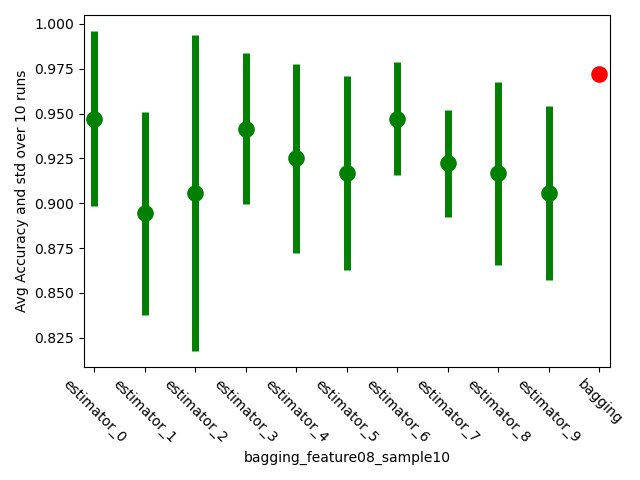 Avg Accuracy and std over 10 runs
1.000
0.975
0.950
0.925
0.900
0.875
0.850
0.825
estimator_0
estimator_1
estimator_2
estimator_3
estimator_4
estimator_5
estimator_6
estimator_7
estimator_8
estimator_9
bagging
bagging_feature08_sample10